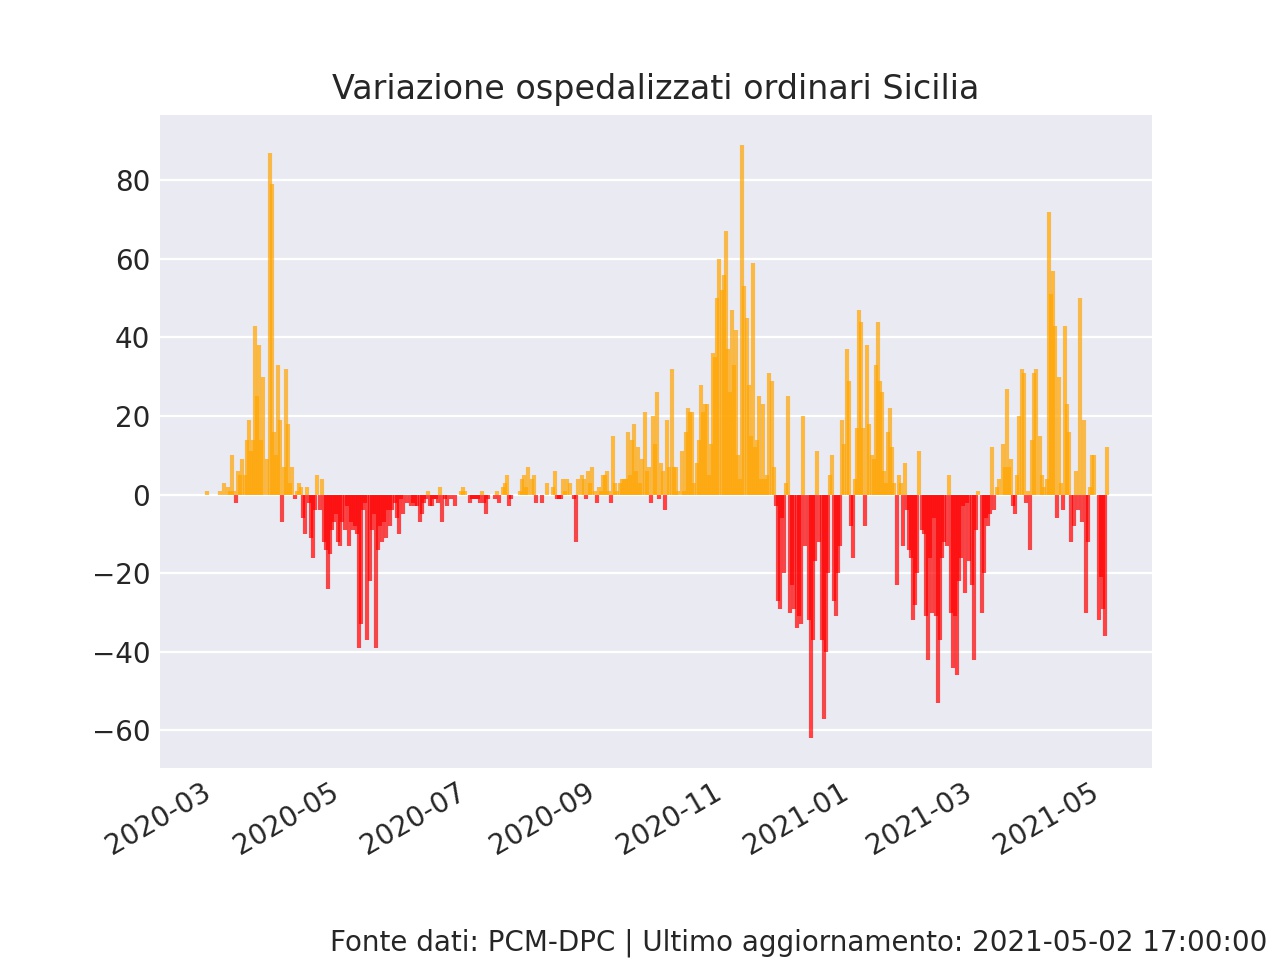 Variazione ospedalizzati ordinari Sicilia
80
60
40
20
0
−20
−40
−60
2020-03 2020-05 2020-07 2020-09 2020-11 2021-01 2021-03 2021-05
Fonte dati: PCM-DPC | Ultimo aggiornamento: 2021-05-02 17:00:00